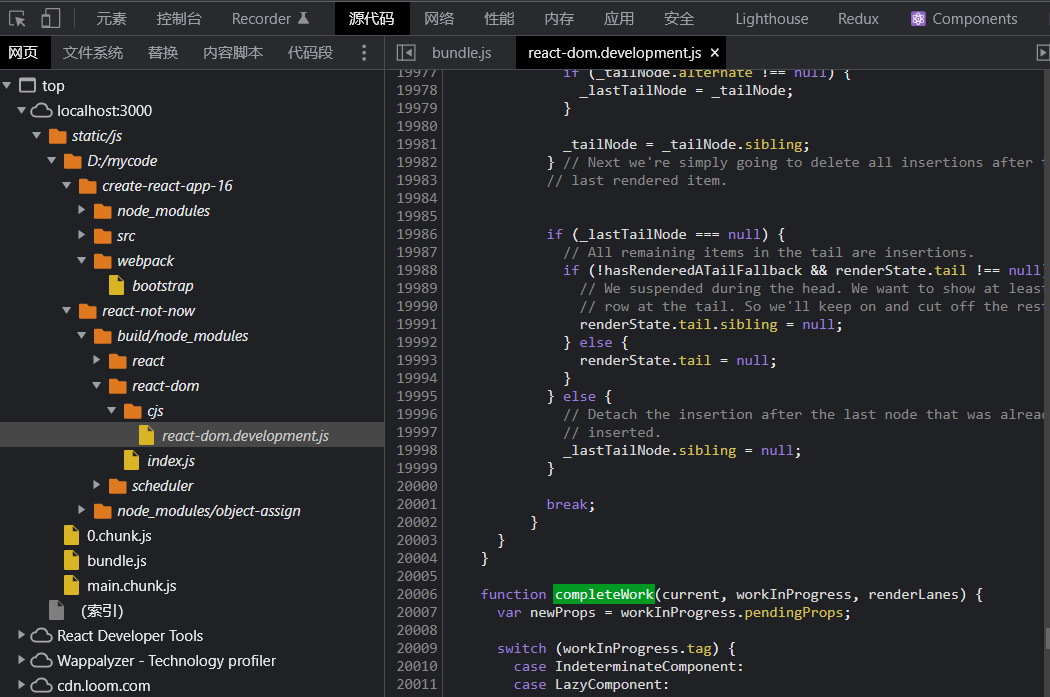 元素 控制台 Recorder 源代码 网络 性能 内存 应用 安全 Lighthouse Redux Components
网页 文件系统 替换 内容脚本 代码段 bundle.js react-dom.development.js ×
top
localhost:3000
static/js
D:/mycode
create-react-app-16
node_modules
src
webpack
bootstrap
react-not-now
build/node_modules
react
react-dom
cjs
react-dom.development.js
index.js
scheduler
node_modules/object-assign
0.chunk.js
bundle.js
main.chunk.js
(索引)
React Developer Tools
Wappalyzer - Technology profiler
cdn.loom.com
19977 if (_tailNode.alternate !== null) {
19978 _lastTailNode = _tailNode;
19979 }
19980
19981 _tailNode = _tailNode.sibling;
19982 } // Next we're simply going to delete all insertions after
19983 // last rendered item.
19984
19985
19986 if (_lastTailNode === null) {
19987 // All remaining items in the tail are insertions.
19988 if (!hasRenderedATailFallback && renderState.tail !== null
19989 // We suspended during the head. We want to show at least
19990 // row at the tail. So we'll keep on and cut off the res
19991 renderState.tail.sibling = null;
19992 } else {
19993 renderState.tail = null;
19994 }
19995 } else {
19996 // Detach the insertion after the last node that was alrea
19997 // inserted.
19998 _lastTailNode.sibling = null;
19999 }
20000
20001 break;
20002 }
20003 }
20004 }
20005
20006 function completeWork(current, workInProgress, renderLanes) {
20007 var newProps = workInProgress.pendingProps;
20008
20009 switch (workInProgress.tag) {
20010 case IndeterminateComponent:
20011 case LazyComponent: